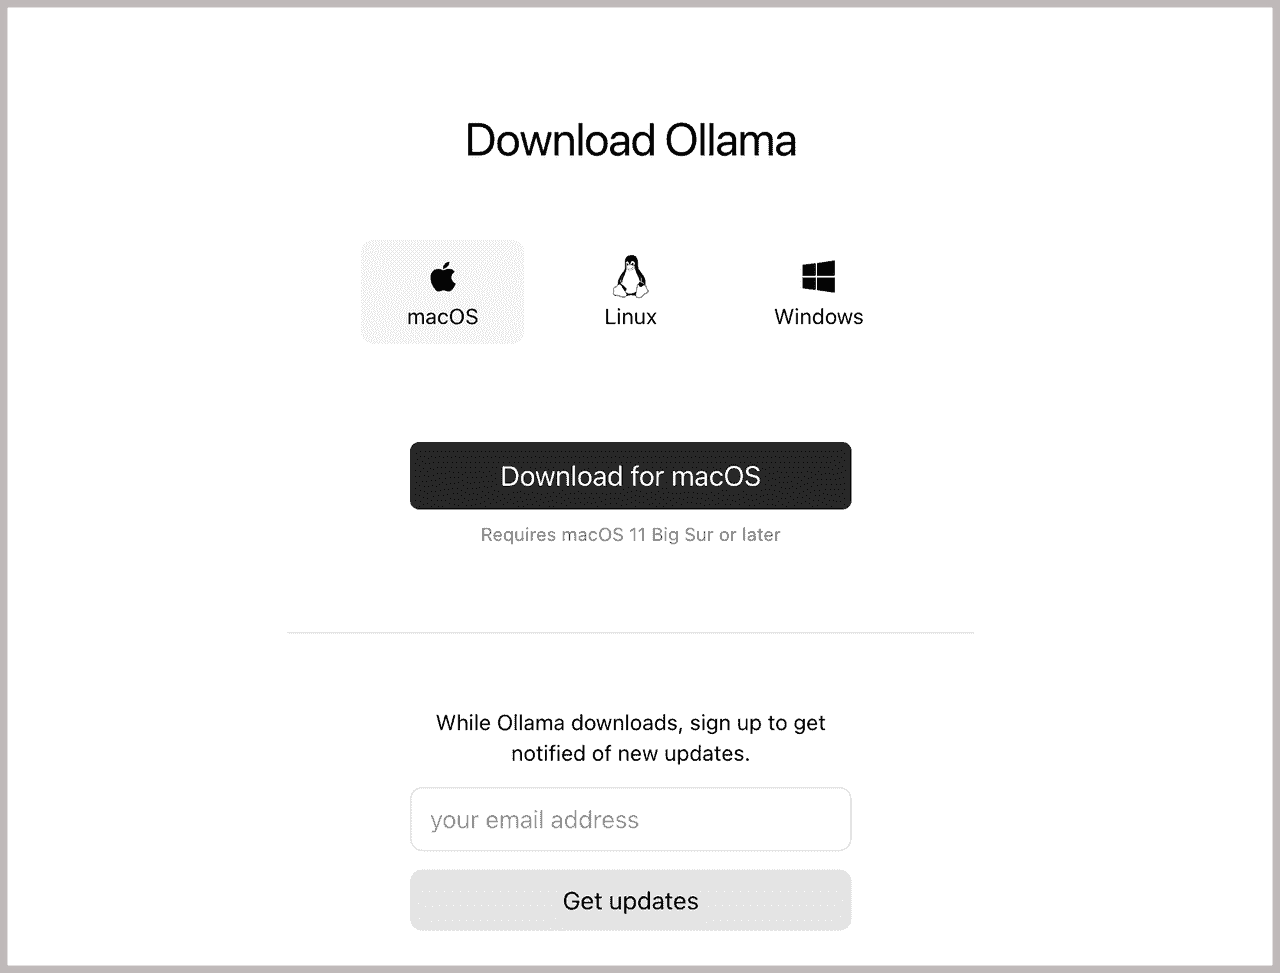 Download Ollama
macOS
Linux
Windows
Download for macOS
Requires macOS 11 Big Sur or later
While Ollama downloads, sign up to get
notified of new updates.
your email address
Get updates